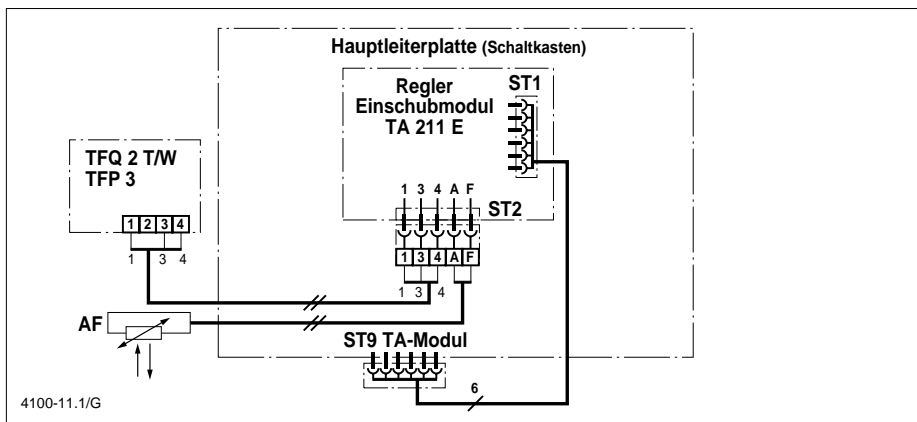 Hauptleiterplatte (Schaltkasten)
Regler
Einschubmodul
TA 211 E
ST1
TFQ 2 T/W
TFP 3
1 2 3 4
1 3 4
1 3 4 A F
ST2
1 3 4 A F
1 3 4
AF
ST9 TA-Modul
6
4100-11.1/G